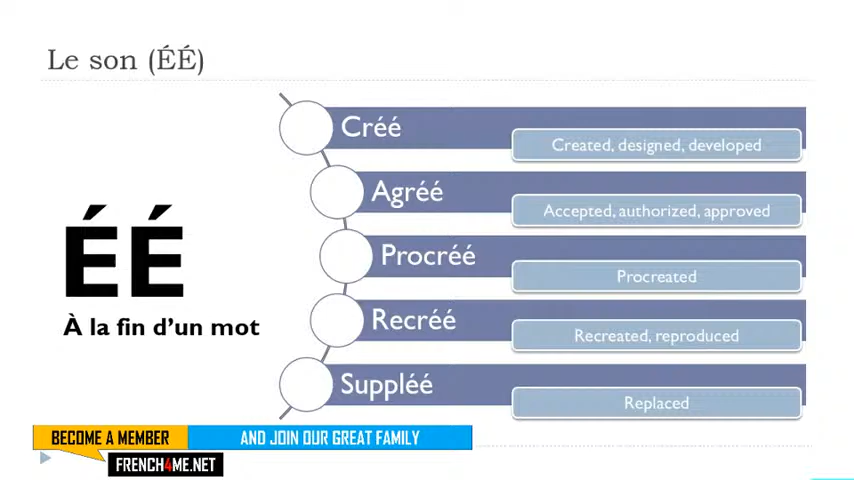 Le son (ÉÉ)
ÉÉ
À la fin d'un mot
Créé
Created, designed, developed
Agréé
Accepted, authorized, approved
Procréé
Procreated
Recréé
Recreated, reproduced
Suppléé
Replaced
BECOME A MEMBER
AND JOIN OUR GREAT FAMILY
FRENCH4ME.NET